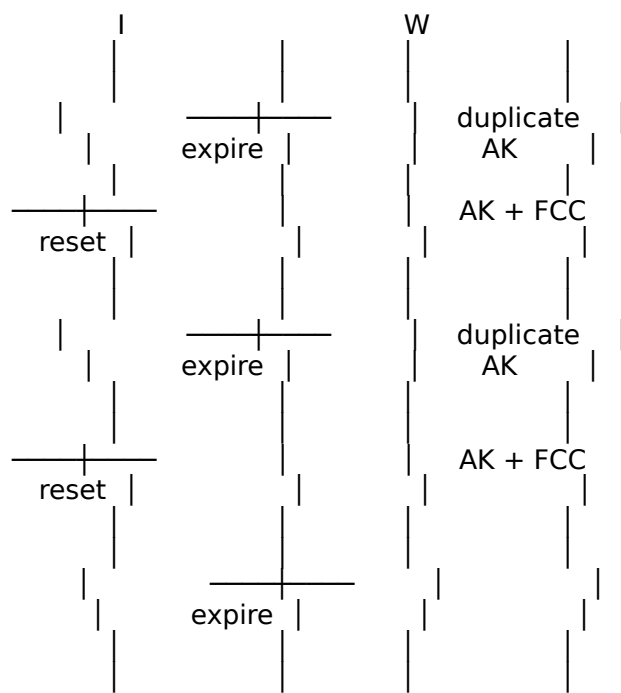 I W
duplicate
expire AK
AK + FCC
reset
duplicate
expire AK
AK + FCC
reset
expire